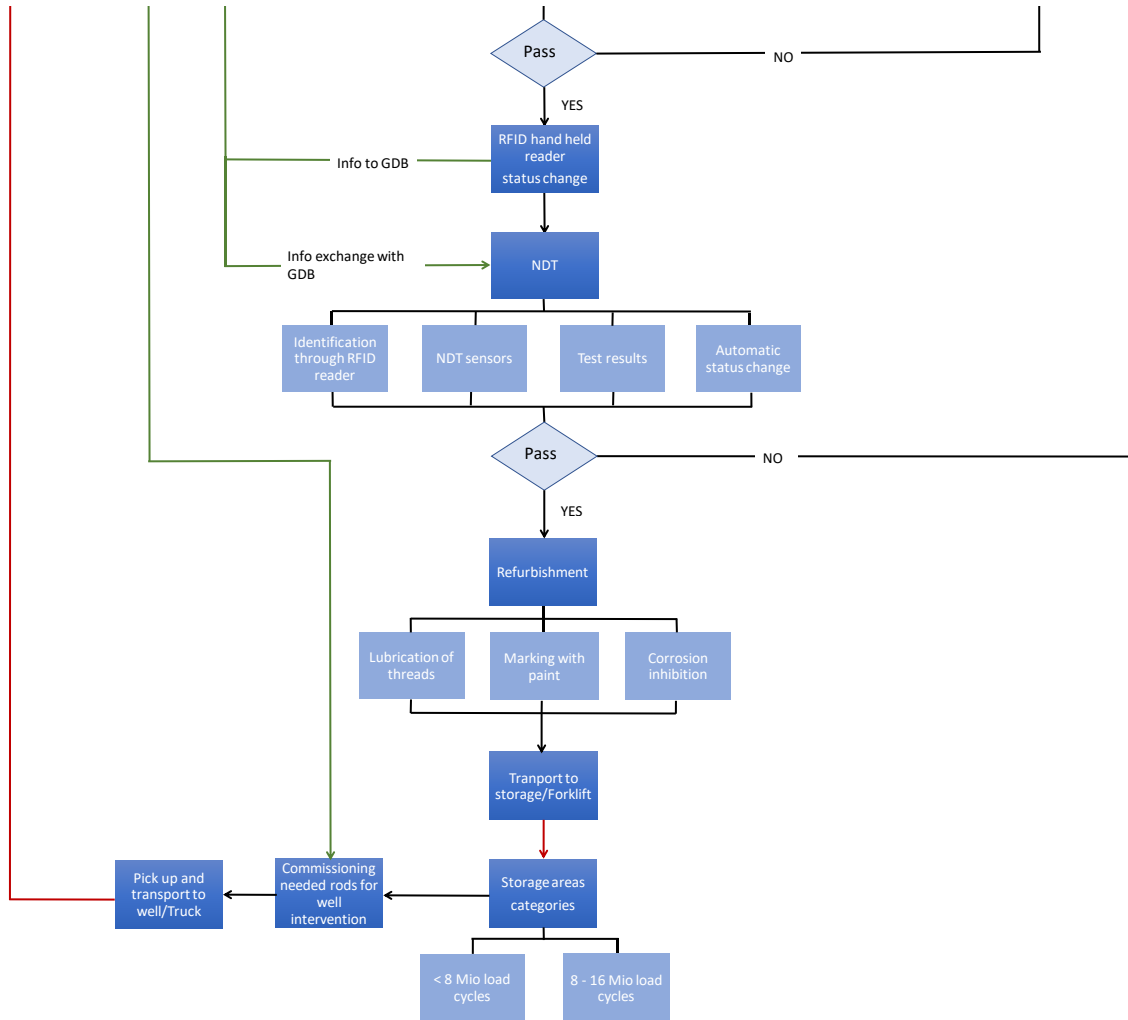 Pass
NO
YES
RFID hand held
reader
status change
Info to GDB
Info exchange with
GDB
NDT
Identification
through RFID
reader
NDT sensors
Test results
Automatic
status change
Pass
NO
YES
Refurbishment
Lubrication of
threads
Marking with
paint
Corrosion
inhibition
Tranport to
storage/Forklift
Pick up and
transport to
well/Truck
Commissioning
needed rods for
well
intervention
Storage areas
categories
< 8 Mio load
cycles
8 - 16 Mio load
cycles